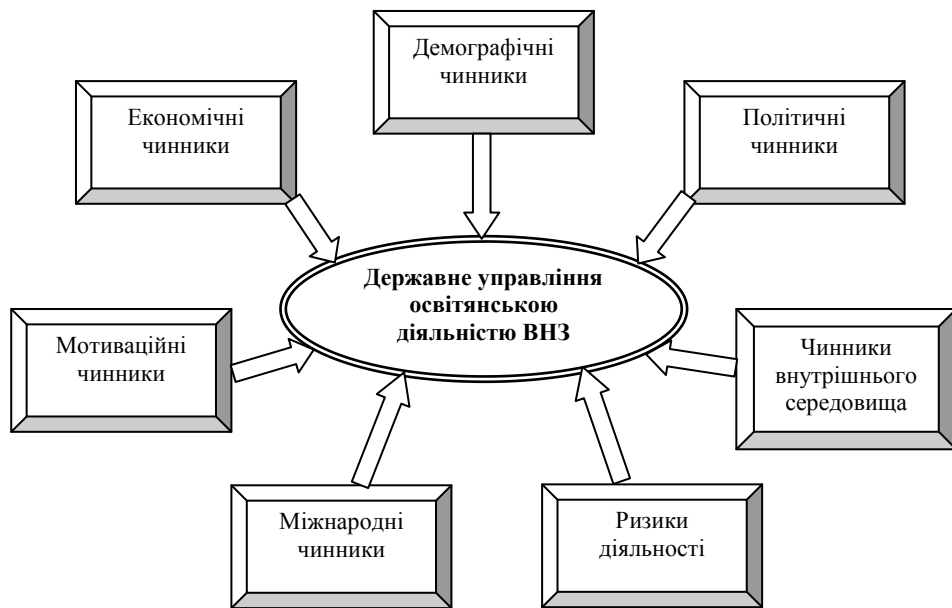 Демографічні
чинники
Економічні
чинники
Політичні
чинники
Державне управління
освітянською
діяльністю ВНЗ
Мотиваційні
чинники
Чинники
внутрішнього
середовища
Міжнародні
чинники
Ризики
діяльності